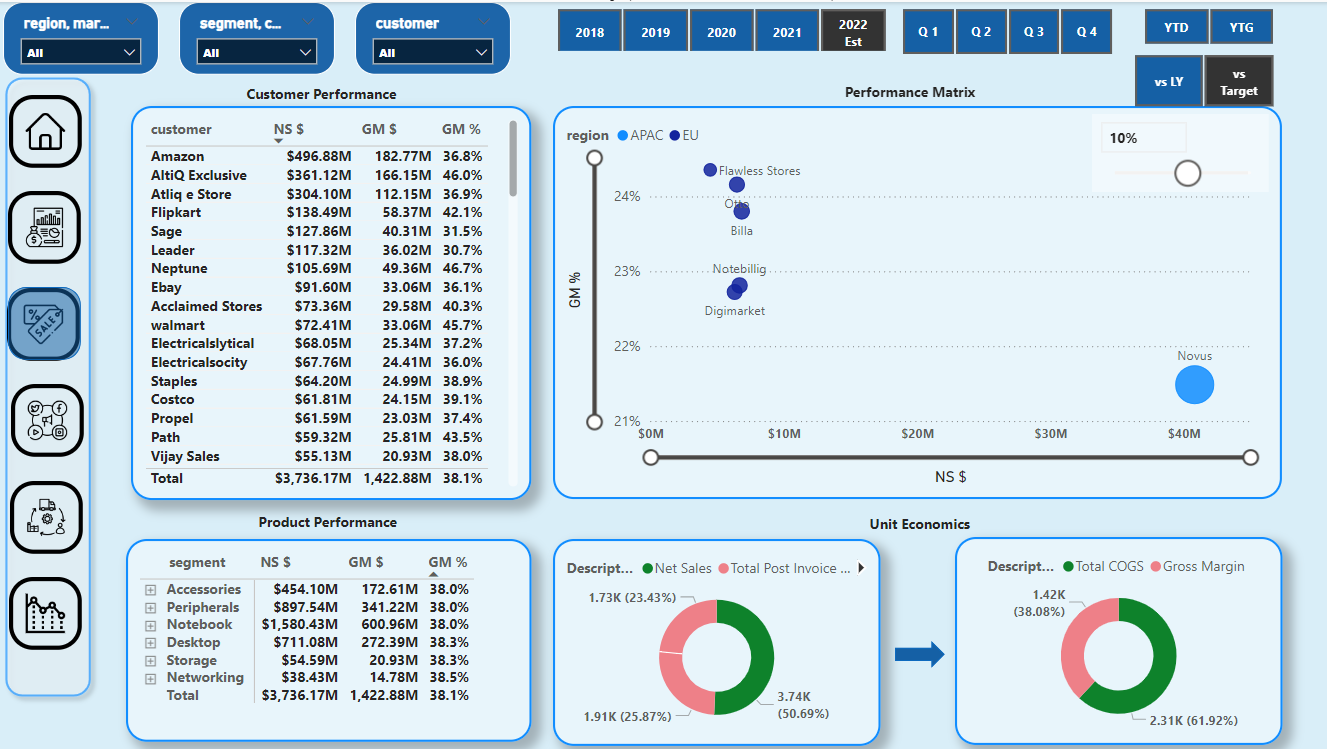 region, mar...
All
segment, c...
All
customer
All
2018
2019
2020
2021
2022
Est
Q 1
Q 2
Q 3
Q 4
YTD
YTG
vs LY
vs
Target
Customer Performance
customer NS $ GM $ GM %
Amazon $496.88M 182.77M 36.8%
AltiQ Exclusive $361.12M 166.15M 46.0%
Atliq e Store $304.10M 112.15M 36.9%
Flipkart $138.49M 58.37M 42.1%
Sage $127.86M 40.31M 31.5%
Leader $117.32M 36.02M 30.7%
Neptune $105.69M 49.36M 46.7%
Ebay $91.60M 33.06M 36.1%
Acclaimed Stores $73.36M 29.58M 40.3%
walmart $72.41M 33.06M 45.7%
Electricalslytical $68.05M 25.34M 37.2%
Electricalsocity $67.76M 24.41M 36.0%
Staples $64.20M 24.99M 38.9%
Costco $61.81M 24.15M 39.1%
Propel $61.59M 23.03M 37.4%
Path $59.32M 25.81M 43.5%
Vijay Sales $55.13M 20.93M 38.0%
Total $3,736.17M 1,422.88M 38.1%
Performance Matrix
region APAC EU
10%
GM %
24%
23%
22%
21%
Flawless Stores
Otto
Billa
Notebillig
Digimarket
Novus
$0M $10M $20M $30M $40M
NS $
Product Performance
segment NS $ GM $ GM %
Accessories $454.10M 172.61M 38.0%
Peripherals $897.54M 341.22M 38.0%
Notebook $1,580.43M 600.96M 38.0%
Desktop $711.08M 272.39M 38.3%
Storage $54.59M 20.93M 38.3%
Networking $38.43M 14.78M 38.5%
Total $3,736.17M 1,422.88M 38.1%
Unit Economics
Descript... Net Sales Total Post Invoice ...
1.73K (23.43%)
1.91K (25.87%)
3.74K
(50.69%)
Descript... Total COGS Gross Margin
1.42K
(38.08%)
2.31K (61.92%)